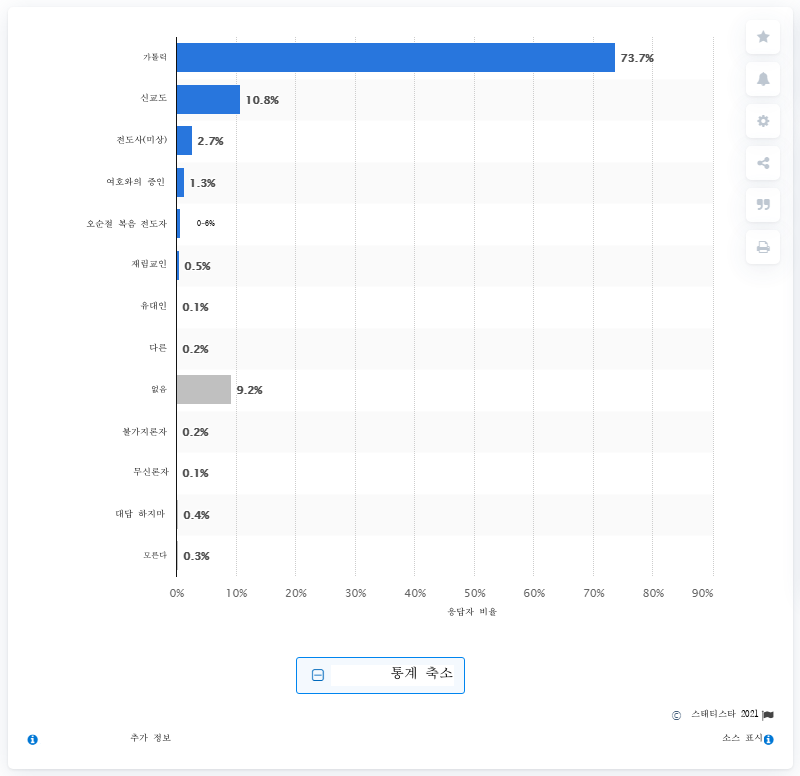 가톨릭 73.7%
신교도 10.8%
전도사(미상) 2.7%
여호와의 증인 1.3%
오순절 복음 전도자 0-6%
재림교인 0.5%
유대인 0.1%
다른 0.2%
없음 9.2%
불가지론자 0.2%
무신론자 0.1%
대답 하지마 0.4%
모른다 0.3%
0% 10% 20% 30% 40% 50% 60% 70% 80% 90%
응답자 비율
통계 축소
© 스태티스타 2021
추가 정보 소스 표시